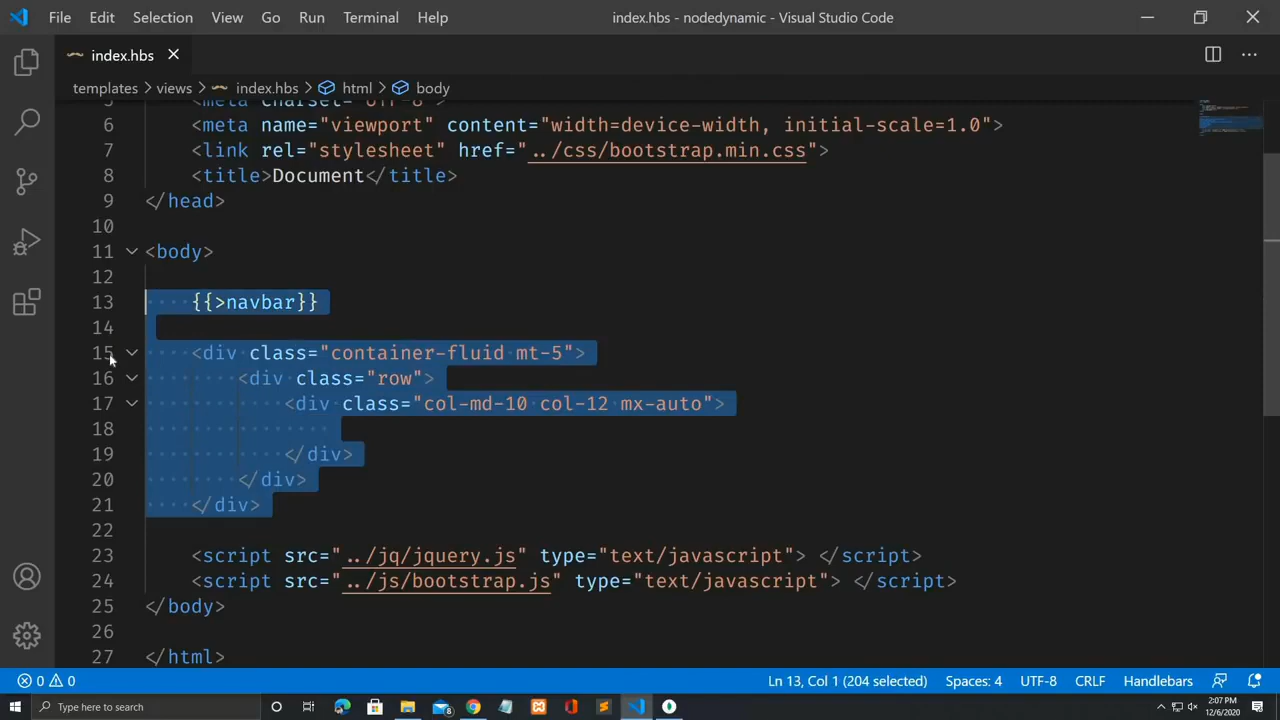 File Edit Selection View Go Run Terminal Help index.hbs - nodedynamic - Visual Studio Code
index.hbs
templates > views > index.hbs > html > body
5 <meta charset="UTF-8">
6 <meta name="viewport" content="width=device-width, initial-scale=1.0">
7 <link rel="stylesheet" href="../css/bootstrap.min.css">
8 <title>Document</title>
9 </head>
10
11 <body>
12
13 {{>navbar}}
14
15 <div class="container-fluid mt-5">
16 <div class="row">
17 <div class="col-md-10 col-12 mx-auto">
18
19 </div>
20 </div>
21 </div>
22
23 <script src="../jq/jquery.js" type="text/javascript"> </script>
24 <script src="../js/bootstrap.js" type="text/javascript"> </script>
25 </body>
26
27 </html>
0 0 Ln 13, Col 1 (204 selected) Spaces: 4 UTF-8 CRLF Handlebars
Type here to search
2:07 PM
12/6/2020